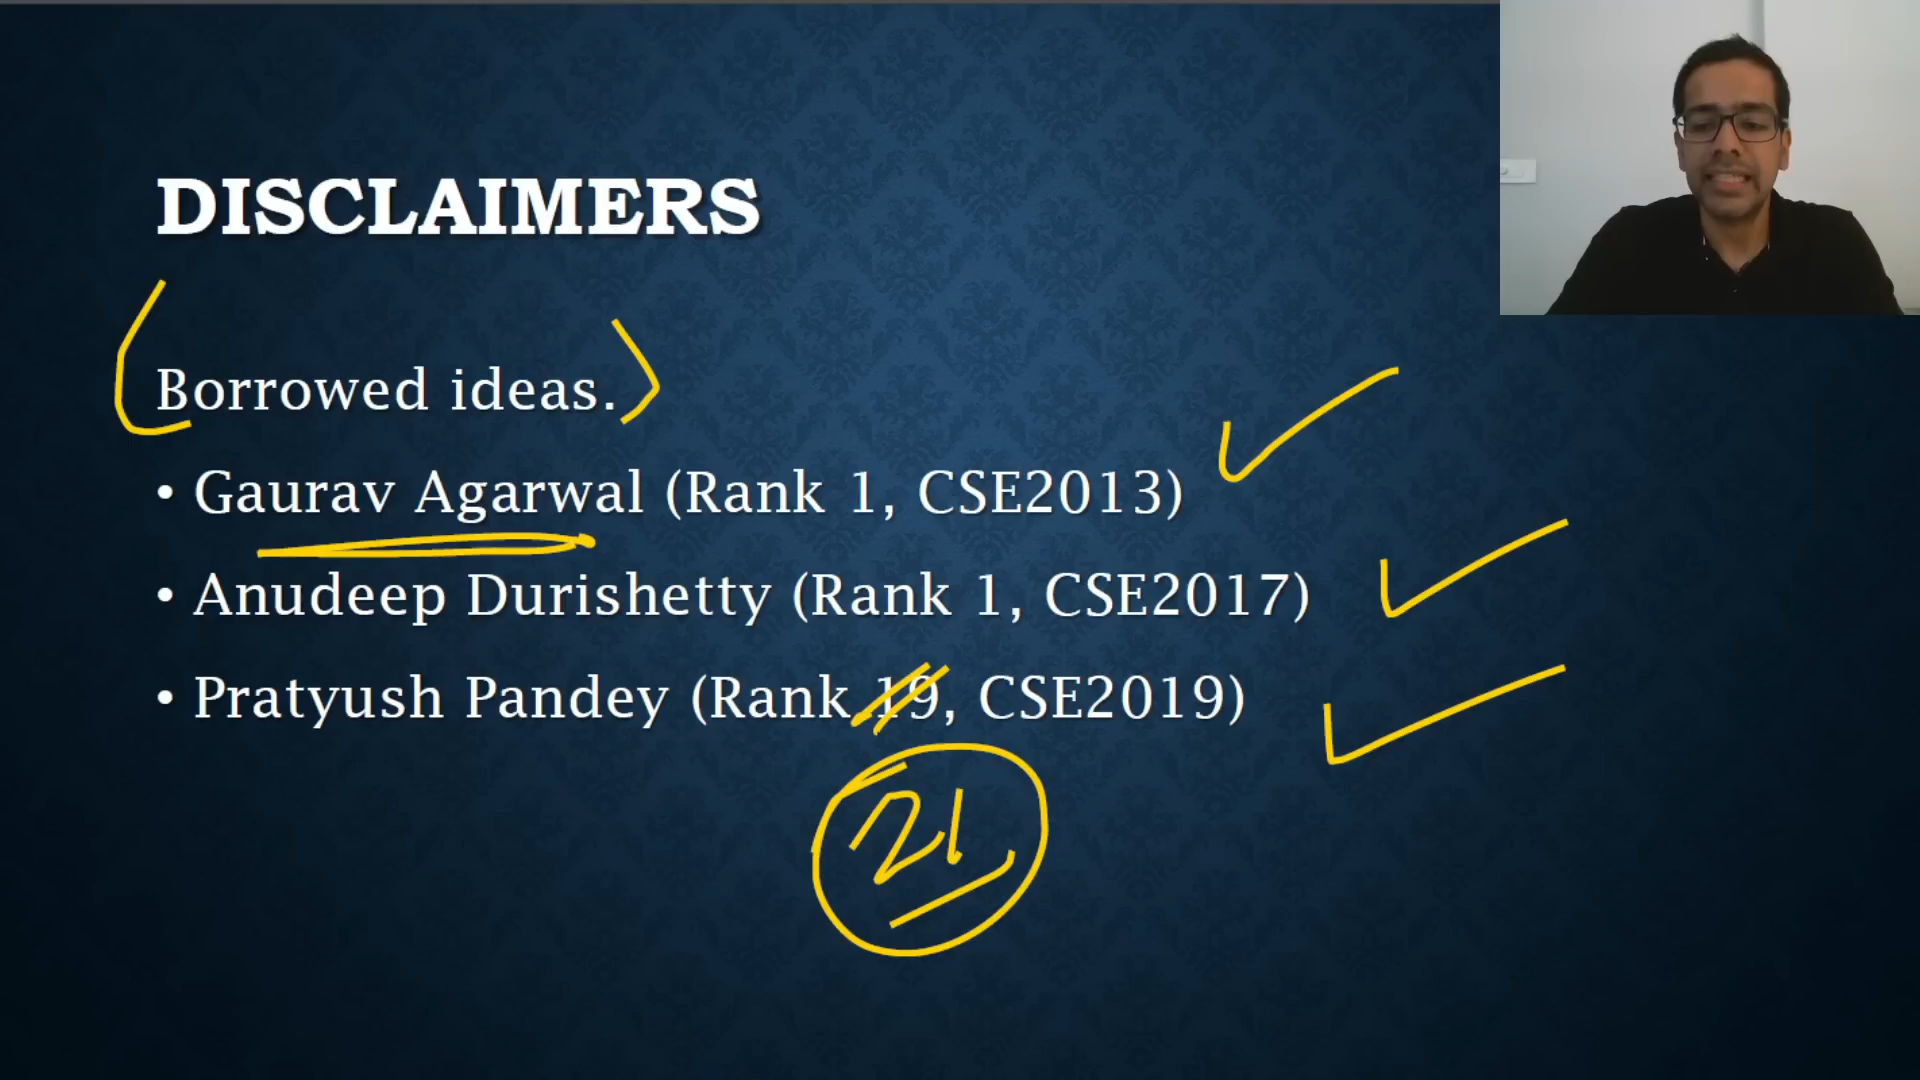 DISCLAIMERS
Borrowed ideas.
• Gaurav Agarwal (Rank 1, CSE2013)
• Anudeep Durishetty (Rank 1, CSE2017)
• Pratyush Pandey (Rank 19, CSE2019)
21